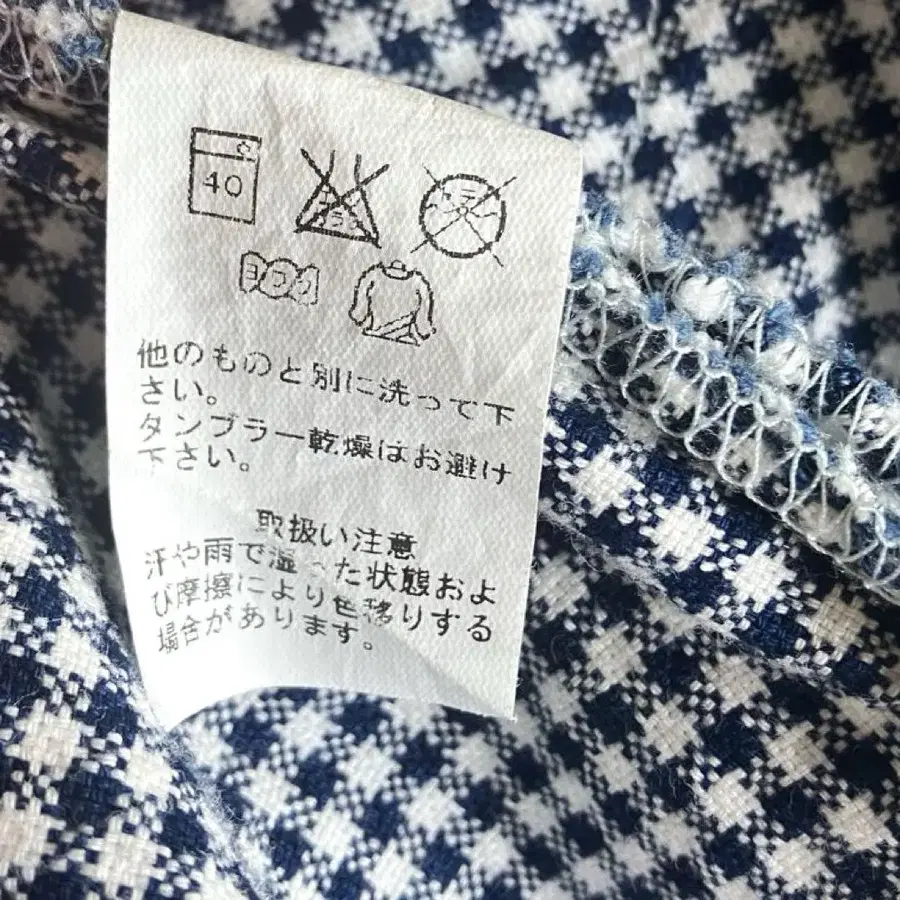 40
ヨワク
他のものと別に洗って下
さい。
タンブラー乾燥はお避け
下さい。
取扱い注意
汗や雨で湿った状態およ
び摩擦により色移りする
場合があります。